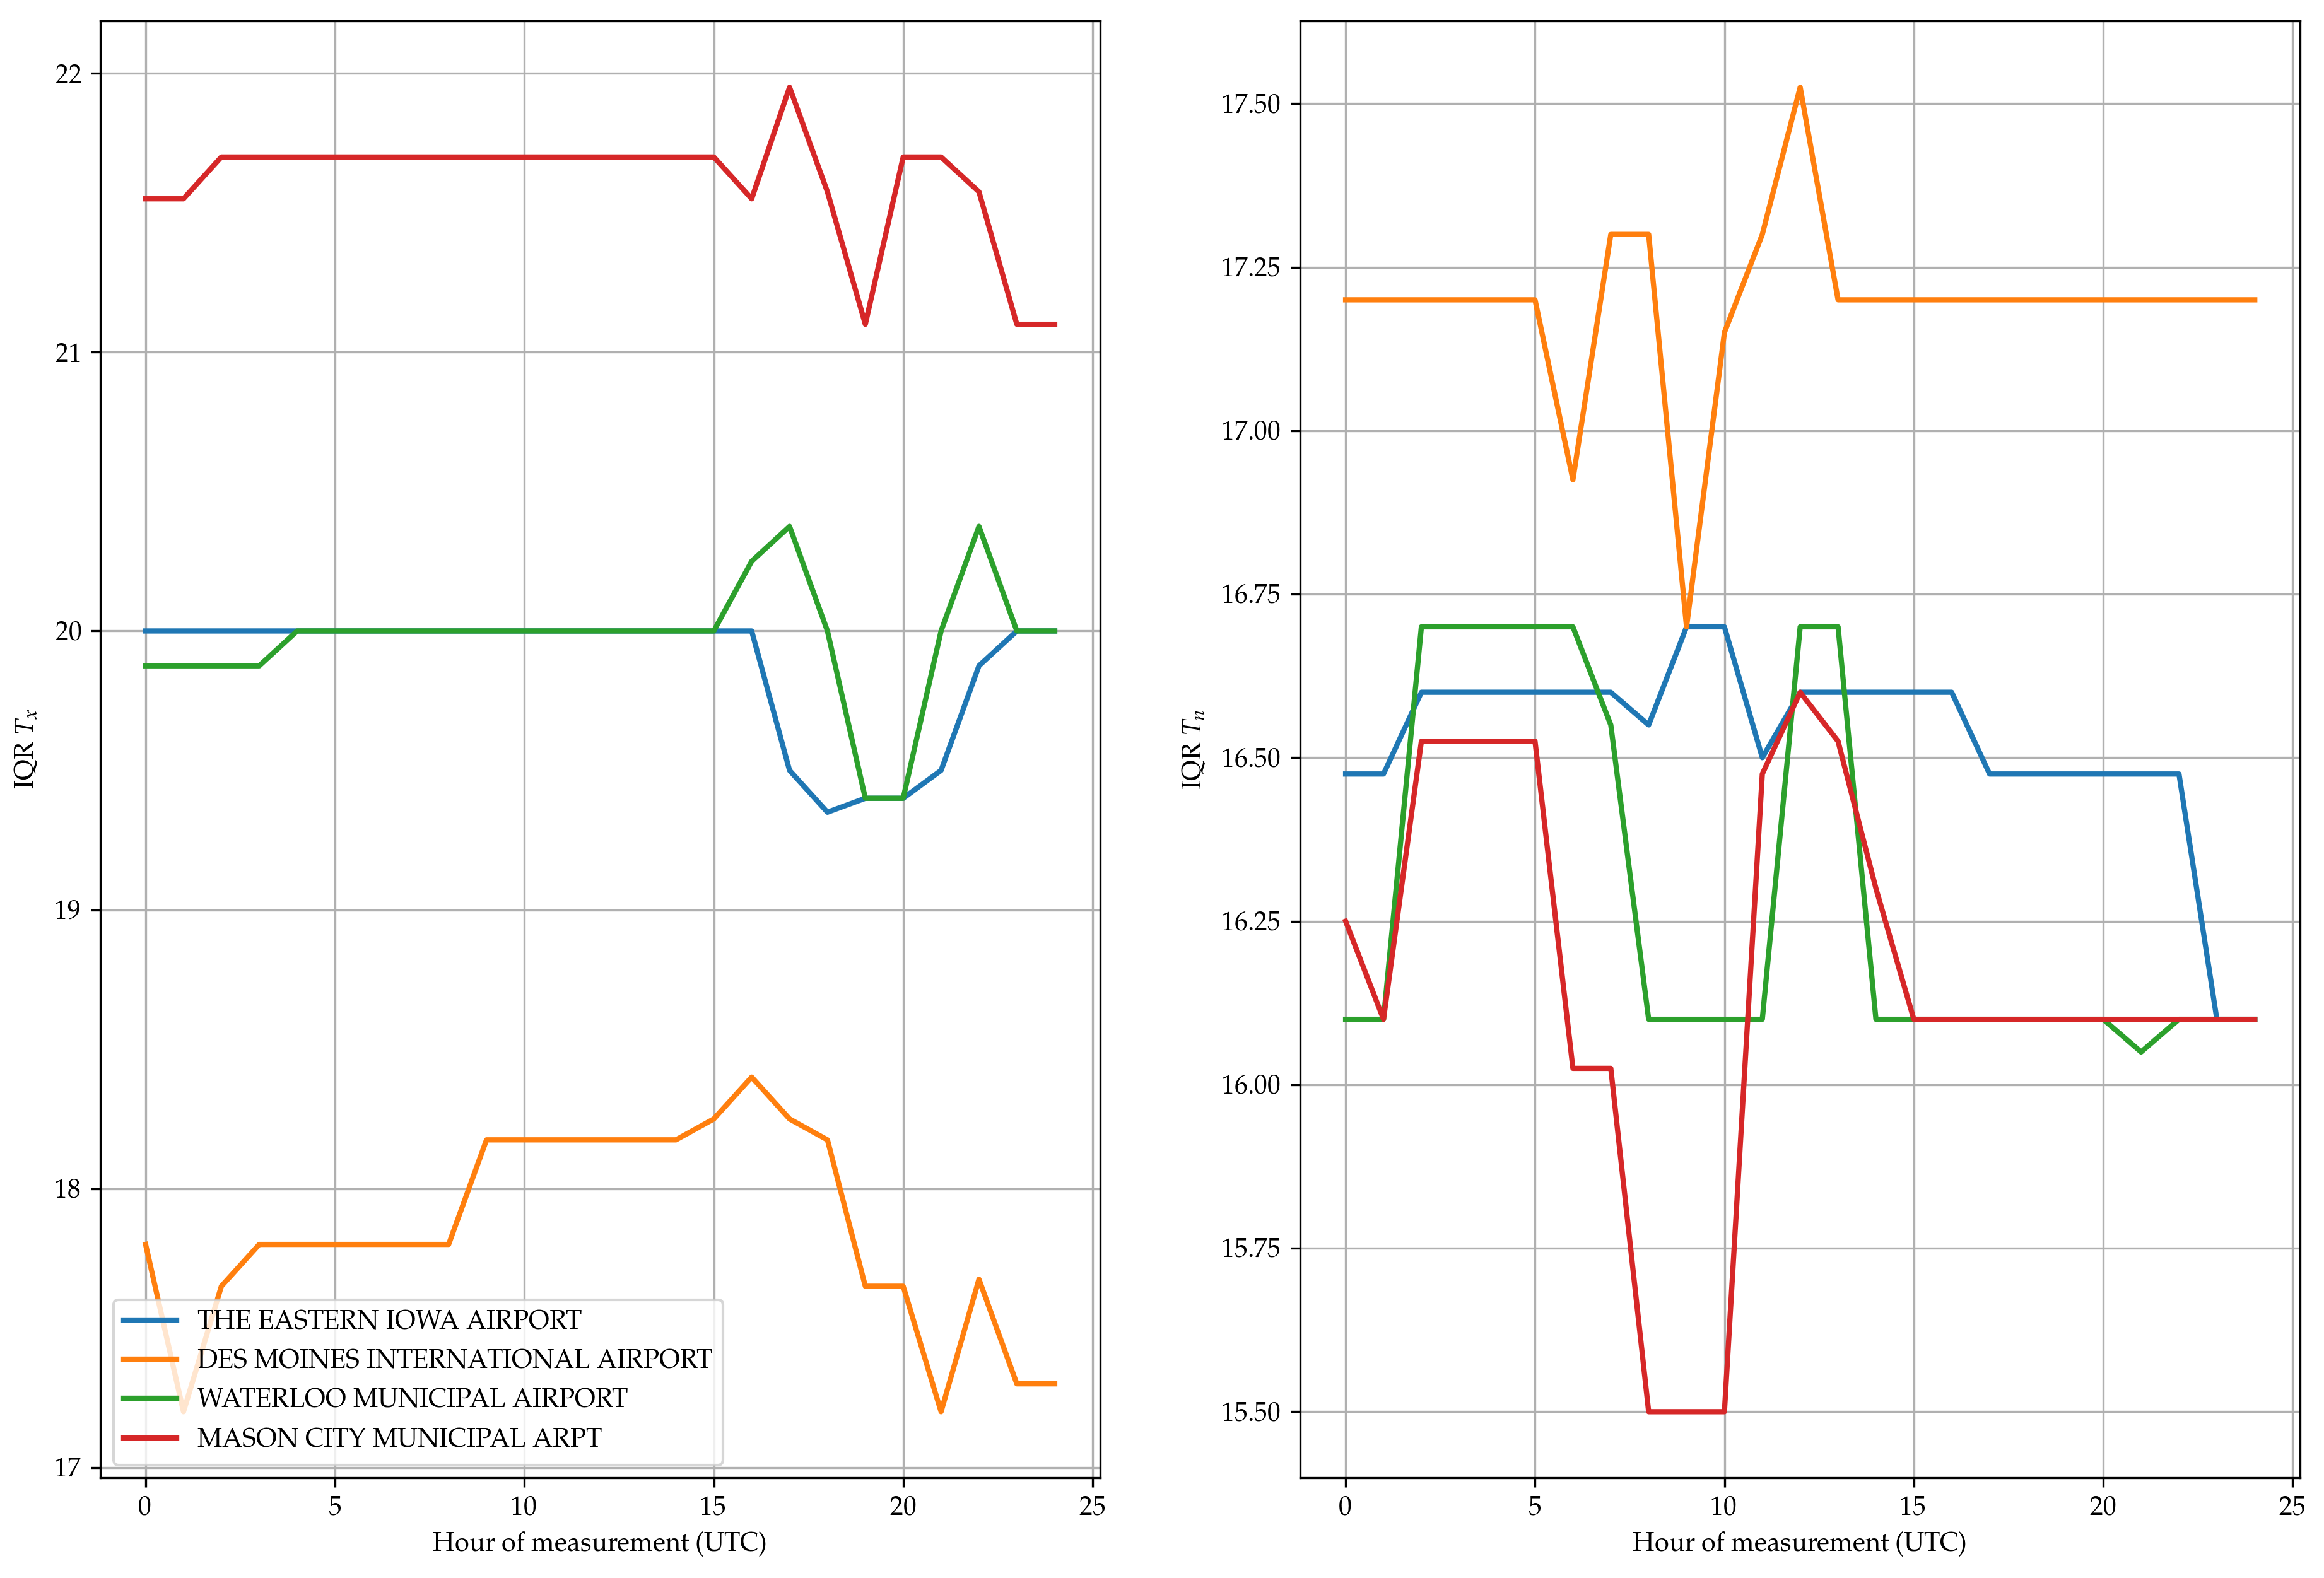 22
21
20
19
18
17
IQR Tx
THE EASTERN IOWA AIRPORT
DES MOINES INTERNATIONAL AIRPORT
WATERLOO MUNICIPAL AIRPORT
MASON CITY MUNICIPAL ARPT
0 5 10 15 20 25
Hour of measurement (UTC)
17.50
17.25
17.00
16.75
16.50
16.25
16.00
15.75
15.50
IQR Tn
0 5 10 15 20 25
Hour of measurement (UTC)